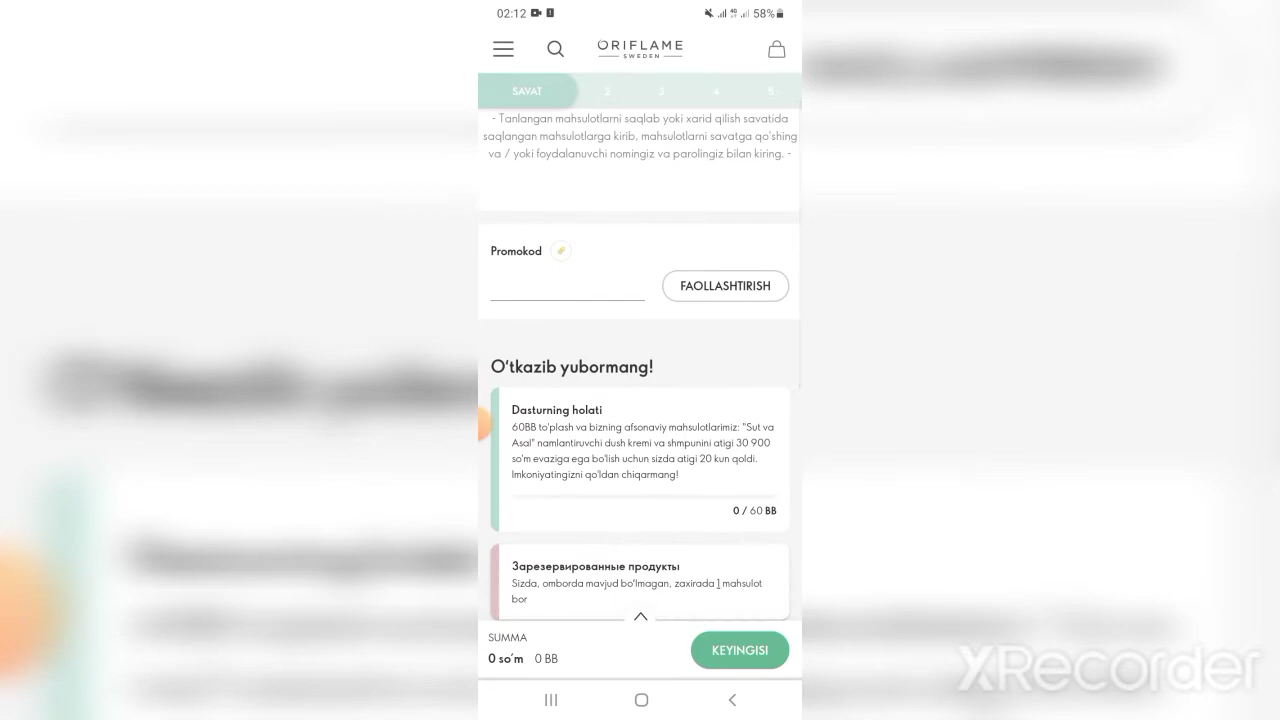 02:12
58%
ORIFLAME
SWEDEN
SAVAT 2 3 4 5
- Tanlangan mahsulotlarni saqlab yoki xarid qilish savatida
saqlangan mahsulotlarga kirib, mahsulotlarni savatga qo'shing
va / yoki foydalanuvchi nomingiz va parolingiz bilan kiring. -
Promokod
FAOLLASHTIRISH
O'tkazib yubormang!
Dasturning holati
60BB to'plash va bizning afsonaviy mahsulotlarimiz: "Sut va
Asal" namlantiruvchi dush kremi va shmpunini atigi 30 900
so'm evaziga ega bo'lish uchun sizda atigi 20 kun qoldi.
Imkoniyatingizni qo'ldan chiqarmang!
0 / 60 BB
Зарезервированные продукты
Sizda, omborda mavjud bo'lmagan, zaxirada 1 mahsulot
bor
SUMMA
0 so'm 0 BB
KEYINGISI
XRecorder